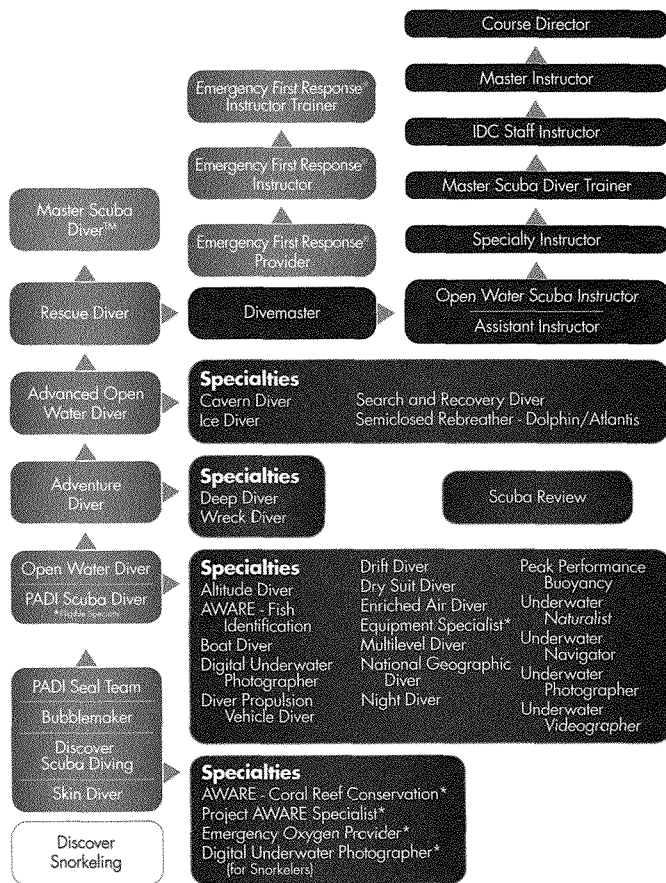 Course Director
Master Instructor
IDC Staff Instructor
Master Scuba Diver Trainer
Specialty Instructor
Open Water Scuba Instructor
Assistant Instructor
Emergency First Response®
Instructor Trainer
Emergency First Response®
Instructor
Emergency First Response®
Provider
Divemaster
Master Scuba
Diver™
Rescue Diver
Advanced Open
Water Diver
Specialties
Cavern Diver
Ice Diver
Search and Recovery Diver
Semiclosed Rebreather - Dolphin/Atlantis
Adventure
Diver
Specialties
Deep Diver
Wreck Diver
Scuba Review
Open Water Diver
PADI Scuba Diver
*Eligible Specialty
Specialties
Altitude Diver
AWARE - Fish
Identification
Boat Diver
Digital Underwater
Photographer
Diver Propulsion
Vehicle Diver
Drift Diver
Dry Suit Diver
Enriched Air Diver
Equipment Specialist*
Multilevel Diver
National Geographic
Diver
Night Diver
Peak Performance
Buoyancy
Underwater
Naturalist
Underwater
Navigator
Underwater
Photographer
Underwater
Videographer
PADI Seal Team
Bubblemaker
Discover
Scuba Diving
Skin Diver
Specialties
AWARE - Coral Reef Conservation*
Project AWARE Specialist*
Emergency Oxygen Provider*
Digital Underwater Photographer*
(for Snorkelers)
Discover
Snorkeling